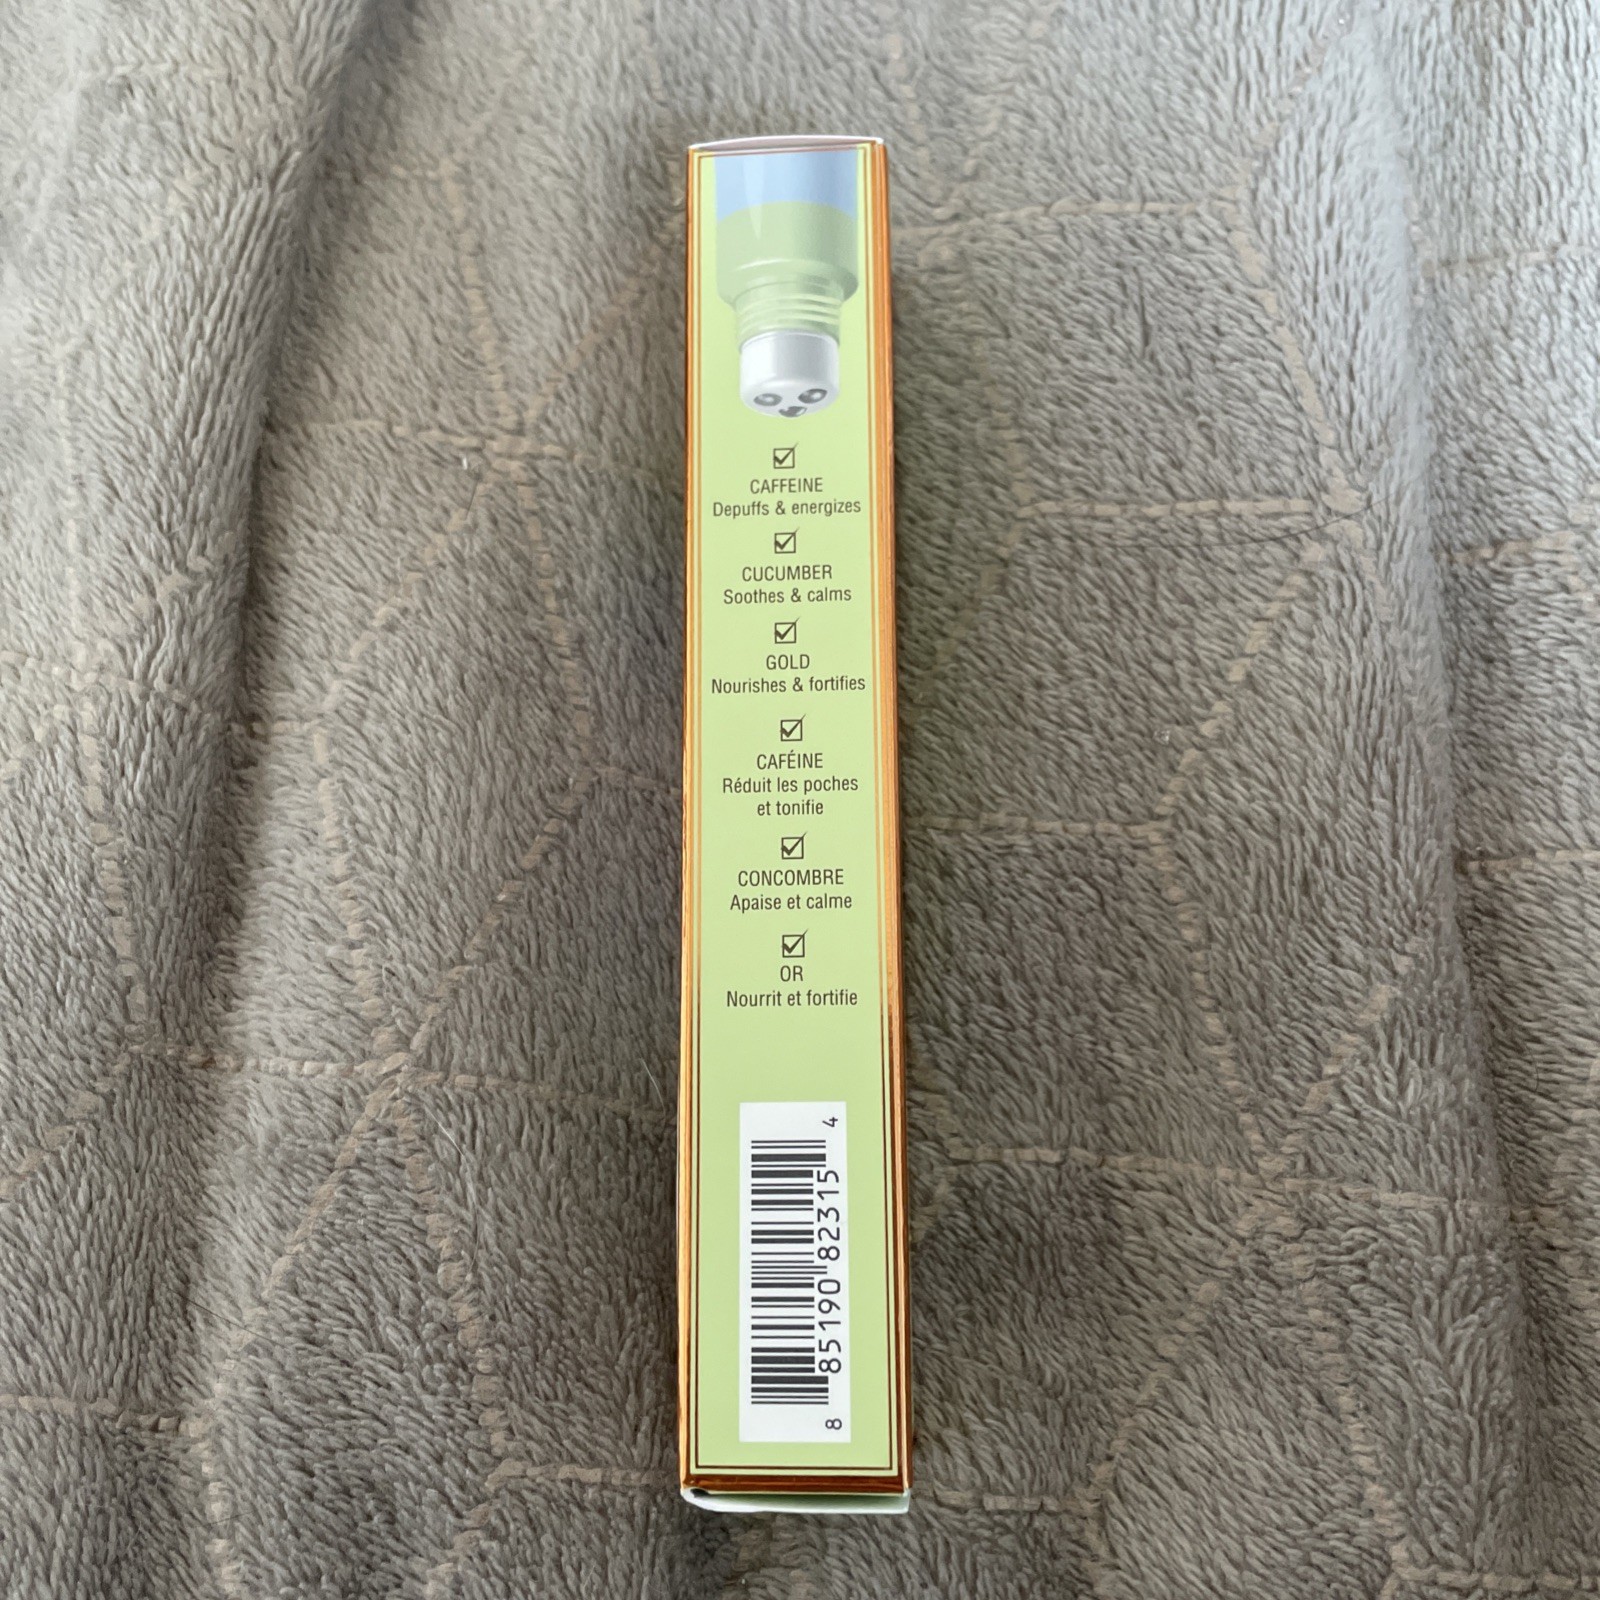 CAFFEINE
Depuffs & energizes
CUCUMBER
Soothes & calms
GOLD
Nourishes & fortifies
CAFÉINE
Réduit les poches
et tonifie
CONCOMBRE
Apaise et calme
OR
Nourrit et fortifie
8 85190 82315 4